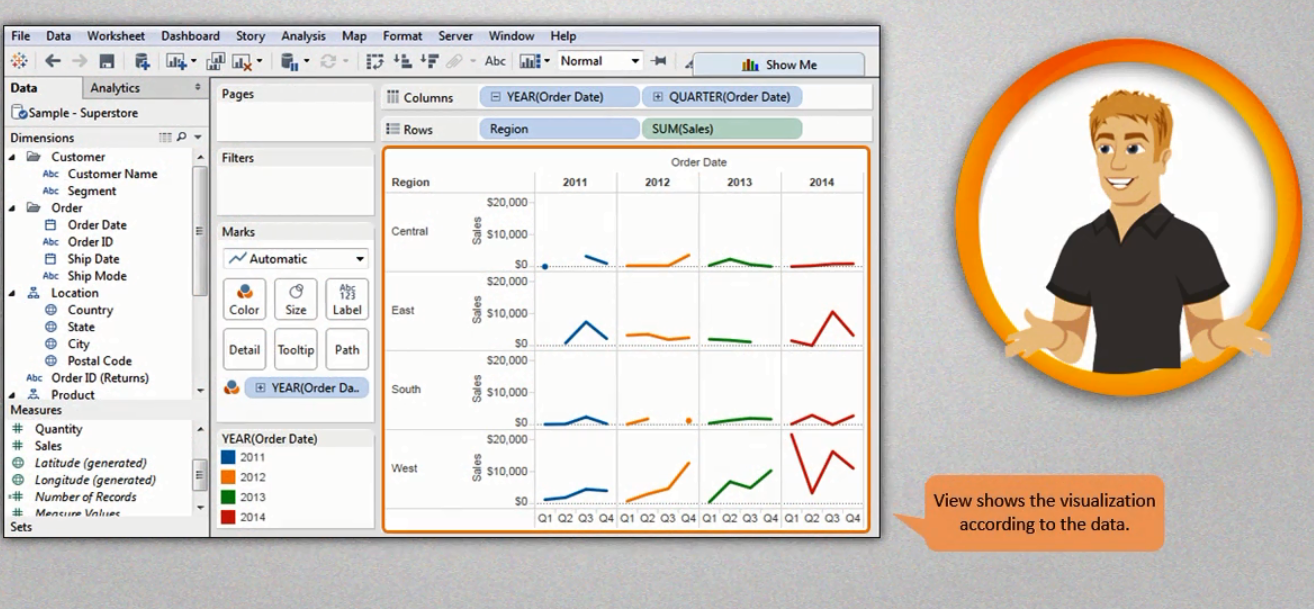 File Data Worksheet Dashboard Story Analysis Map Format Server Window Help
Abc Normal Show Me
Data Analytics
Sample - Superstore
Dimensions
Customer
Abc Customer Name
Abc Segment
Order
Order Date
Abc Order ID
Ship Date
Abc Ship Mode
Location
Country
State
City
Postal Code
Abc Order ID (Returns)
Product
Measures
# Quantity
# Sales
Latitude (generated)
Longitude (generated)
# Number of Records
# Measure Values
Sets
Pages
Filters
Marks
Automatic
Color Size Abc 123 Label
Detail Tooltip Path
YEAR(Order Da..
YEAR(Order Date)
2011
2012
2013
2014
Columns YEAR(Order Date) QUARTER(Order Date)
Rows Region SUM(Sales)
Order Date
Region 2011 2012 2013 2014
Central Sales $20,000 $10,000 $0
East Sales $20,000 $10,000 $0
South Sales $20,000 $10,000 $0
West Sales $20,000 $10,000 $0
Q1 Q2 Q3 Q4 Q1 Q2 Q3 Q4 Q1 Q2 Q3 Q4 Q1 Q2 Q3 Q4
View shows the visualization
according to the data.